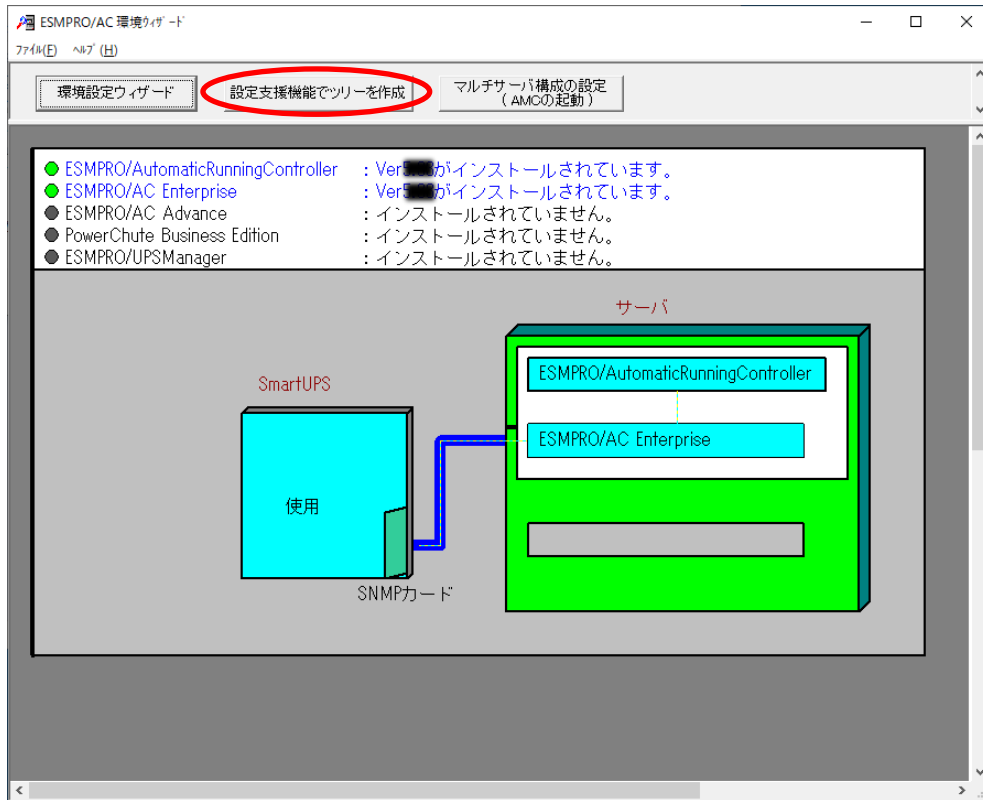 ESMPRO/AC 環境ｳｨｻﾞｰﾄﾞ
ﾌｧｲﾙ(F) ﾍﾙﾌﾟ(H)
環境設定ウィザード 設定支援機能でツリーを作成 マルチサーバ構成の設定
(AMCの起動)
ESMPRO/AutomaticRunningController : Ver がインストールされています。
ESMPRO/AC Enterprise : Ver がインストールされています。
ESMPRO/AC Advance : インストールされていません。
PowerChute Business Edition : インストールされていません。
ESMPRO/UPSManager : インストールされていません。
サーバ
ESMPRO/AutomaticRunningController
SmartUPS
ESMPRO/AC Enterprise
使用
SNMPカード